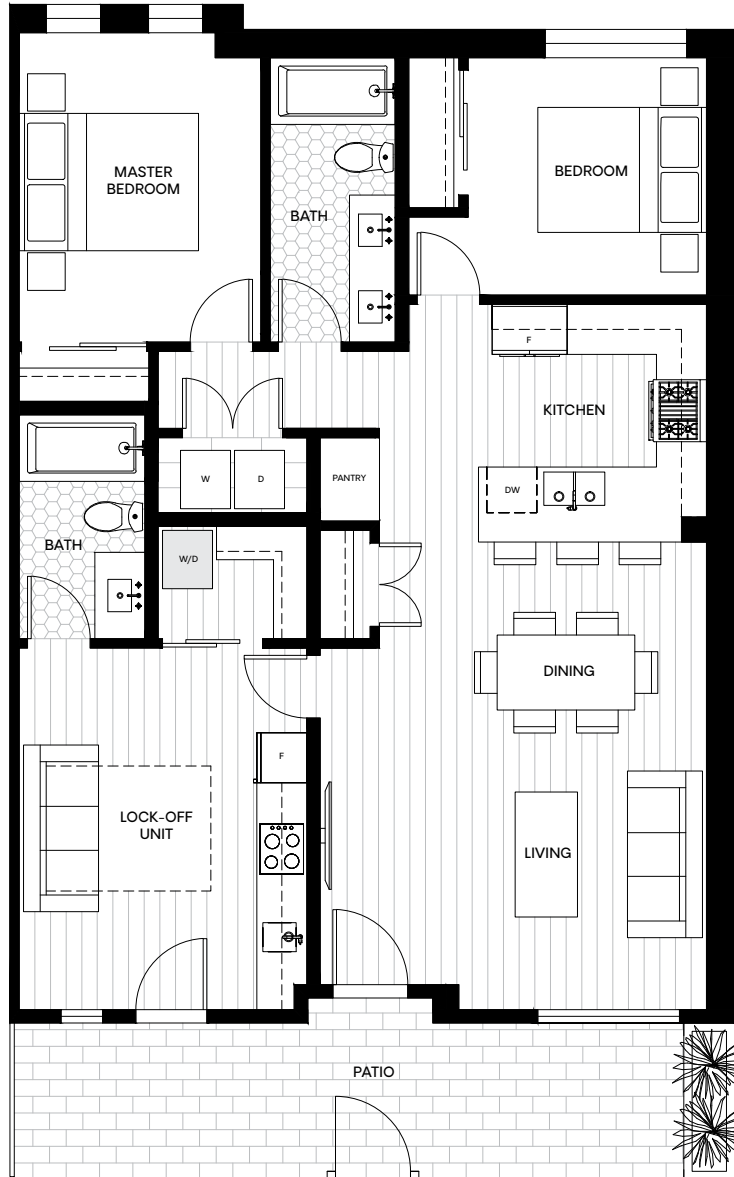 MASTER
BEDROOM
BEDROOM
BATH
F
KITCHEN
W
D
PANTRY
DW
BATH
W/D
DINING
F
LOCK-OFF
UNIT
LIVING
PATIO